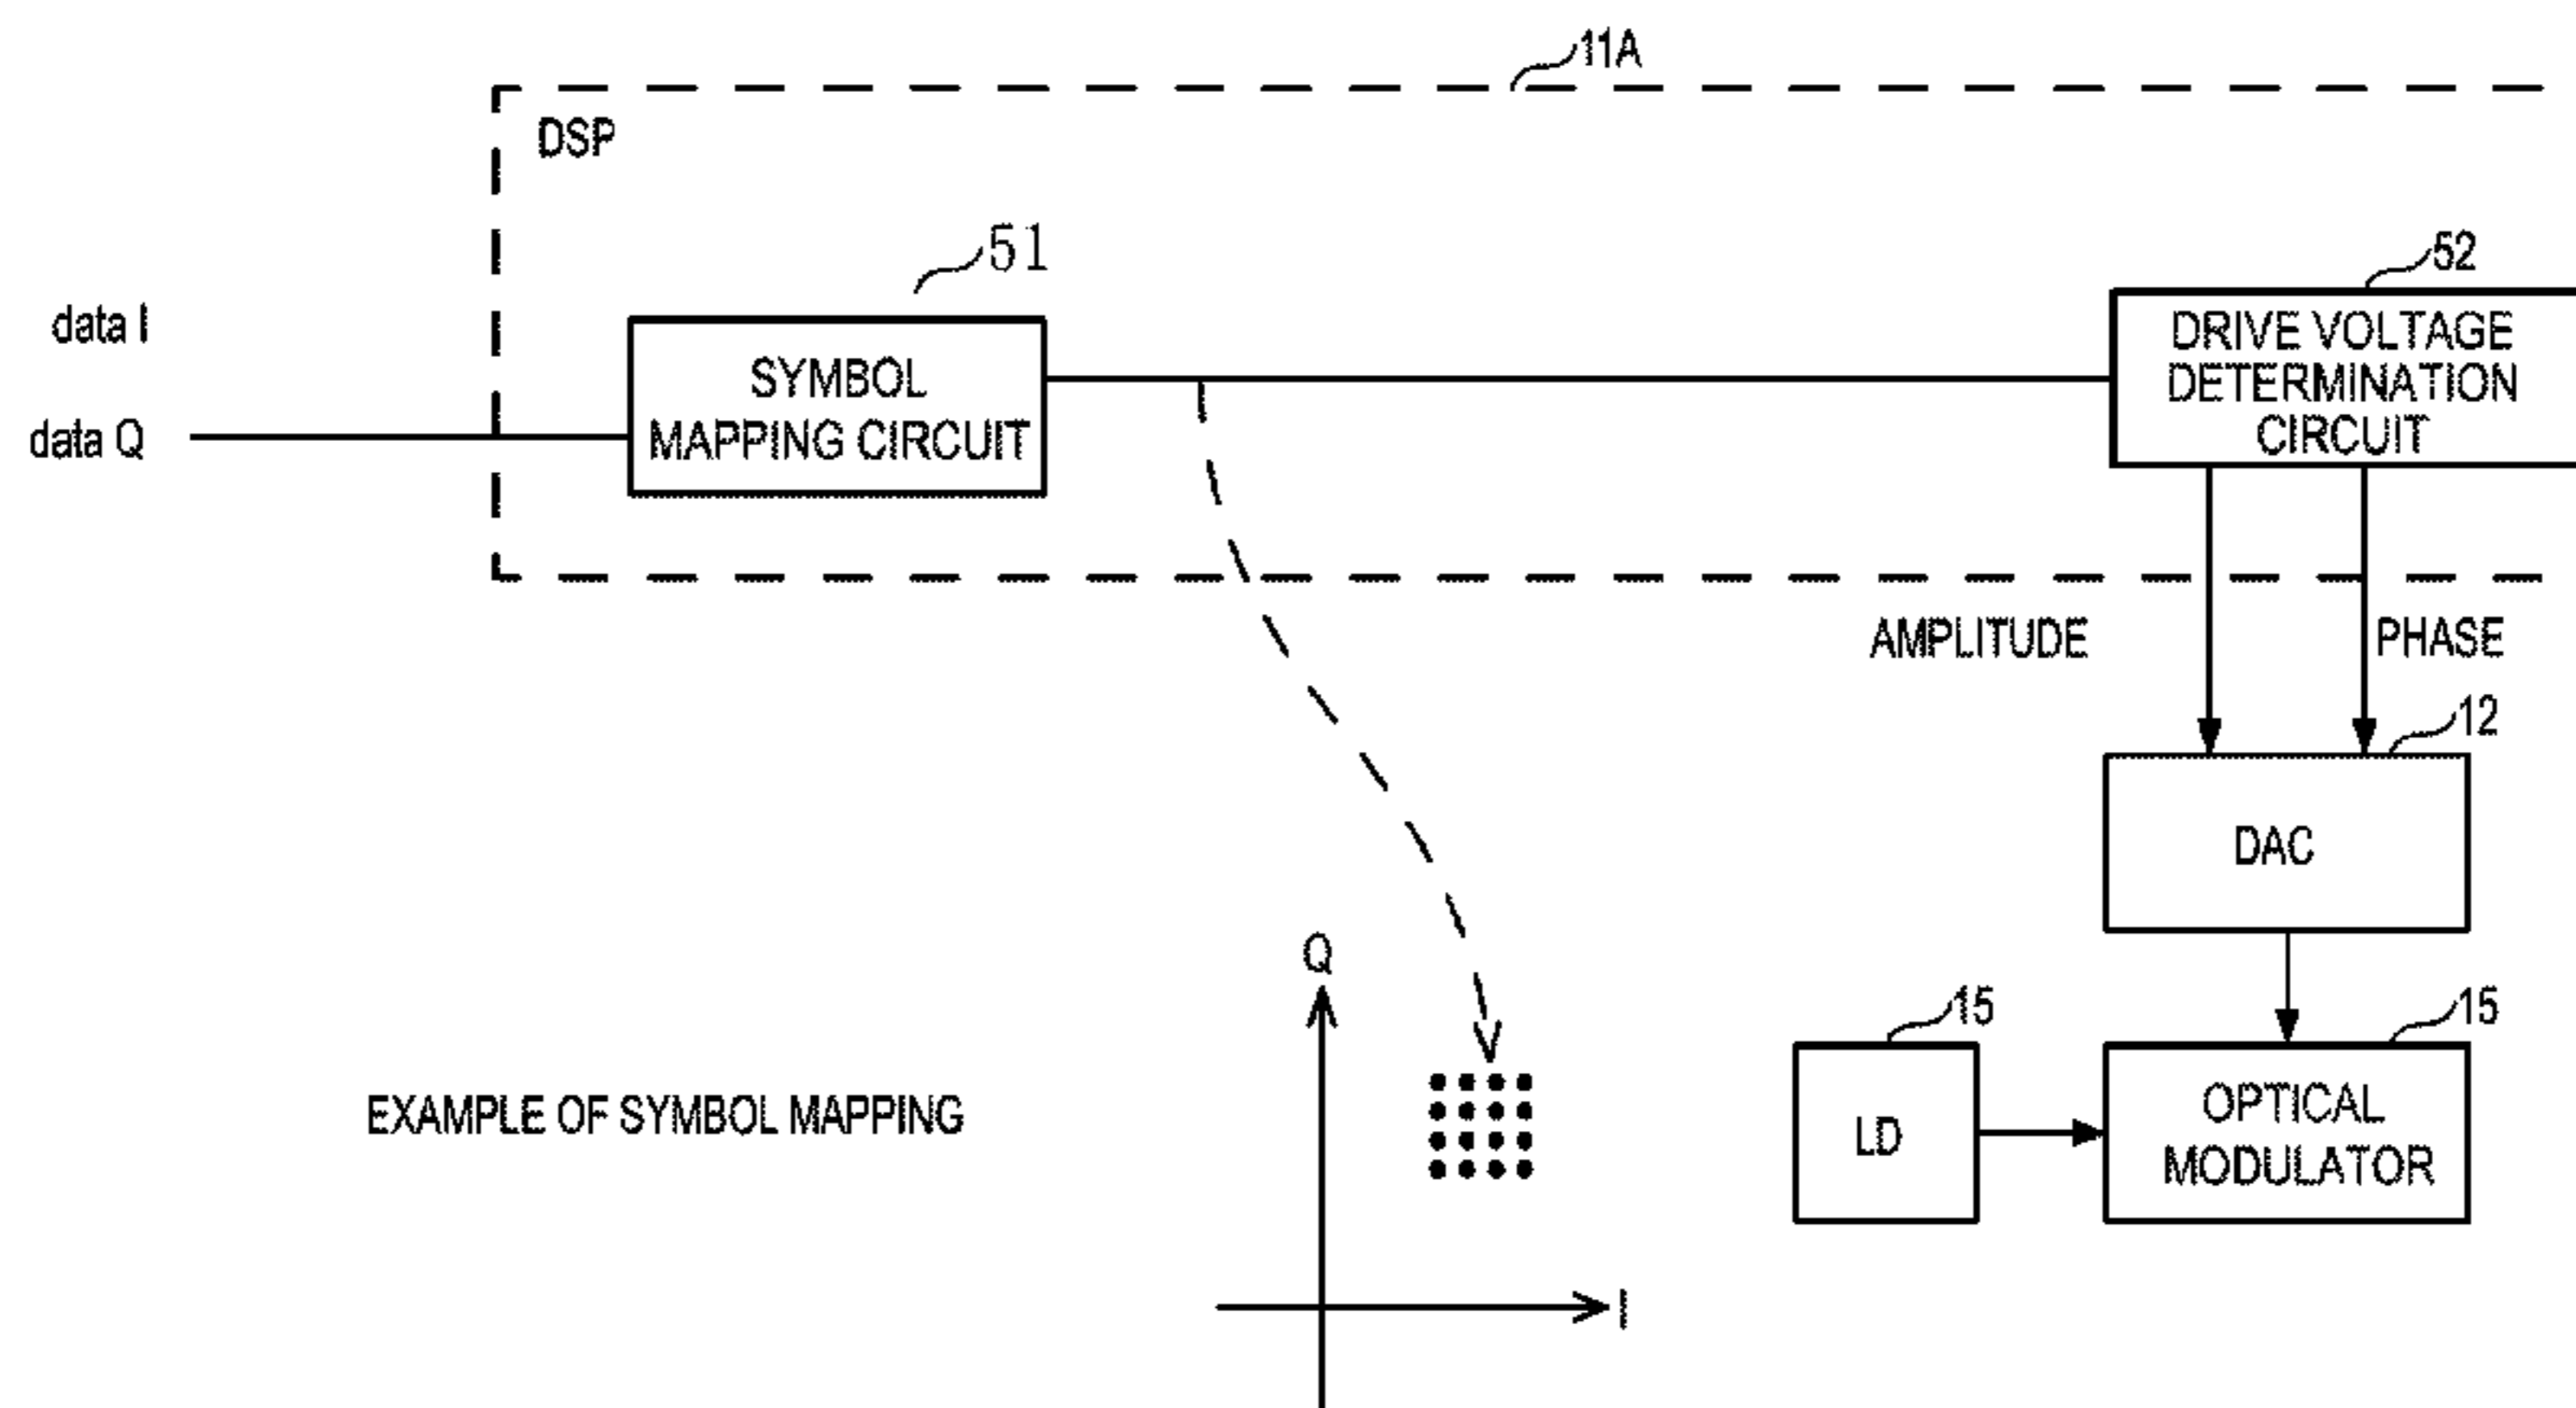 11A
DSP
51
52
data I
data Q
SYMBOL
MAPPING CIRCUIT
DRIVE VOLTAGE
DETERMINATION
CIRCUIT
AMPLITUDE
PHASE
12
DAC
Q
15
15
EXAMPLE OF SYMBOL MAPPING
LD
OPTICAL
MODULATOR
I